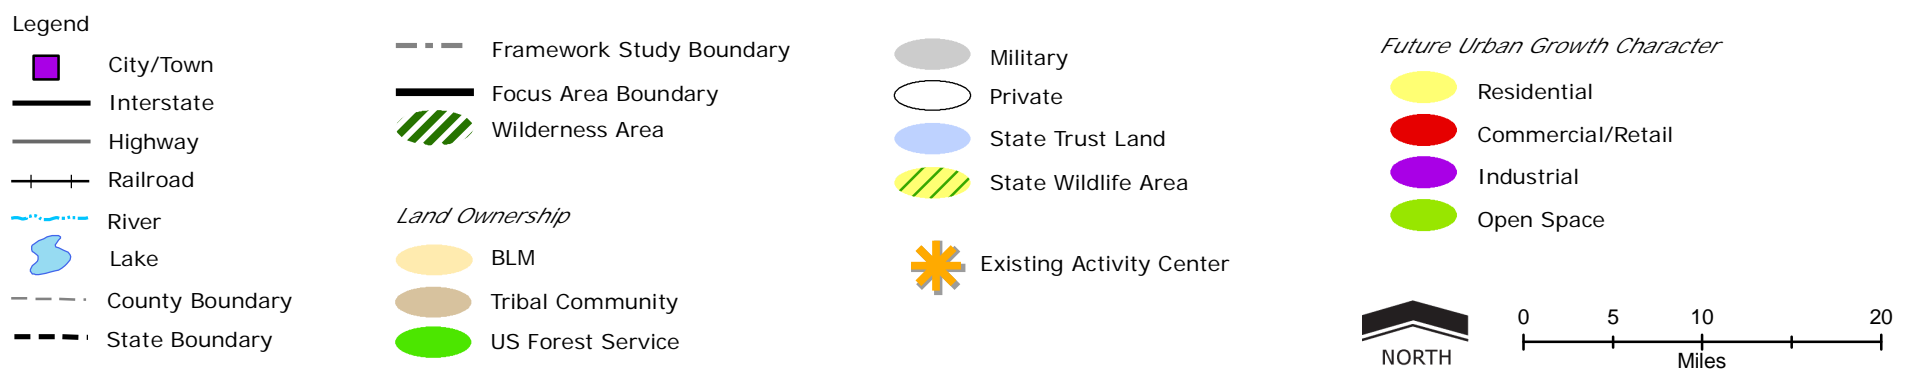 Legend
City/Town
Interstate
Highway
Railroad
River
Lake
County Boundary
State Boundary
Framework Study Boundary
Focus Area Boundary
Wilderness Area
Land Ownership
BLM
Tribal Community
US Forest Service
Military
Private
State Trust Land
State Wildlife Area
Existing Activity Center
Future Urban Growth Character
Residential
Commercial/Retail
Industrial
Open Space
NORTH
0 5 10 20
Miles